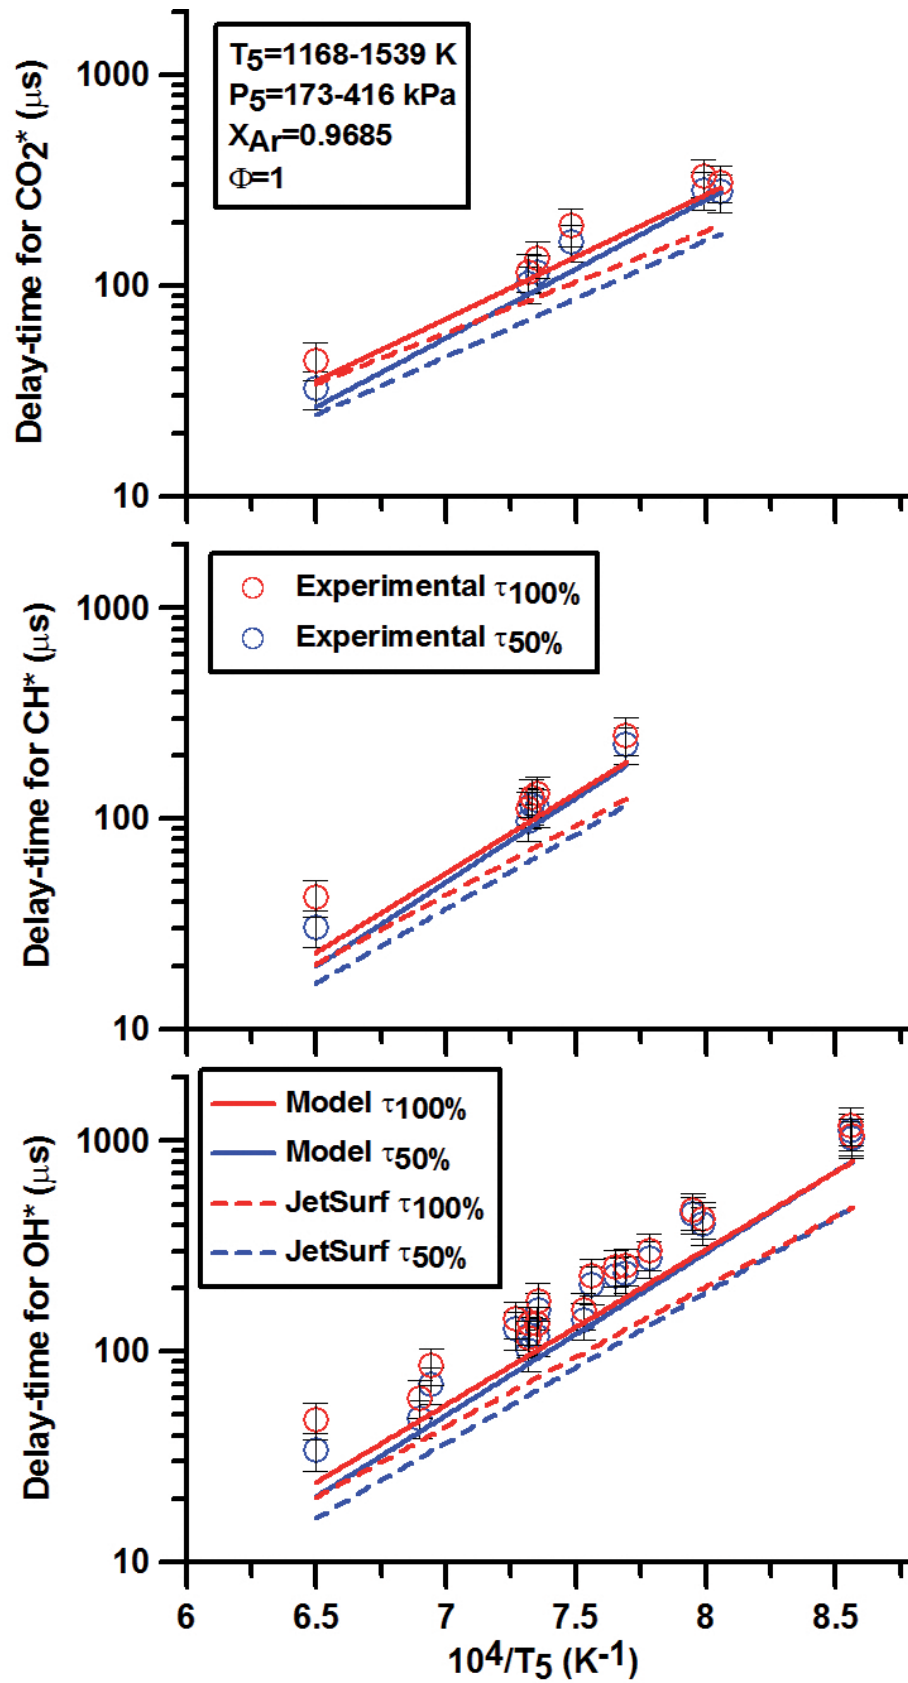 Delay-time for CO2* (μs)
1000
100
10
T5=1168-1539 K
P5=173-416 kPa
XAr=0.9685
Φ=1
Delay-time for CH* (μs)
1000
100
10
Experimental τ100%
Experimental τ50%
Delay-time for OH* (μs)
1000
100
10
Model τ100%
Model τ50%
JetSurf τ100%
JetSurf τ50%
6 6.5 7 7.5 8 8.5
10^4/T5 (K^-1)